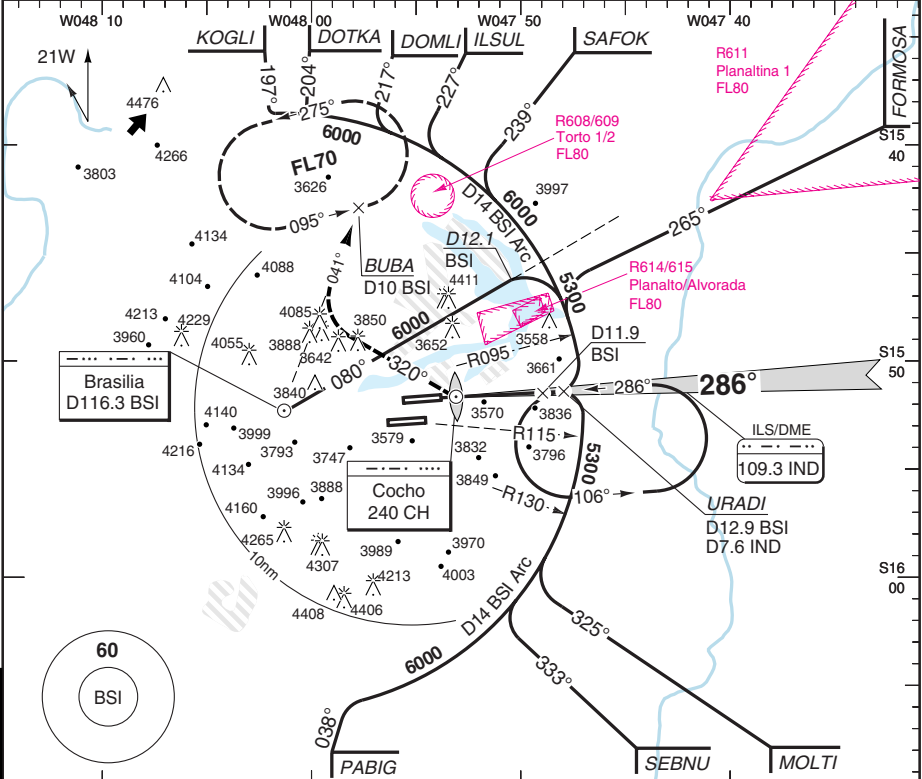 W048 10
W048 00
W047 50
W047 40
KOGLI
DOTKA
DOMLI
ILSUL
SAFOK
FORMOSA
21W
197°
204°
217°
227°
239°
R611
Planaltina 1
FL80
4476
275°
6000
R608/609
Torto 1/2
FL80
4266
S15
40
3803
FL70
3626
D14 BSI Arc
6000
3997
265°
095°
4134
D12.1
BSI
041°
BUBA
D10 BSI
4088
4411
5300
R614/615
Planalto/Alvorada
FL80
4104
4213
4229
4085
3850
6000
3960
4055
3888
3642
3652
3558
D11.9
BSI
R095
S15
50
3661
Brasilia
D116.3 BSI
3840
080°
320°
286°
286°
3570
3836
4140
3999
4216
3793
3579
R115
ILS/DME
109.3 IND
3747
3832
3796
4134
5300
3849
Cocho
240 CH
3996
3888
R130
106°
4160
URADI
D12.9 BSI
D7.6 IND
4265
3989
3970
4307
10nm
4213
4003
S16
00
4408
4406
D14 BSI Arc
325°
60
BSI
6000
333°
038°
PABIG
SEBNU
MOLTI